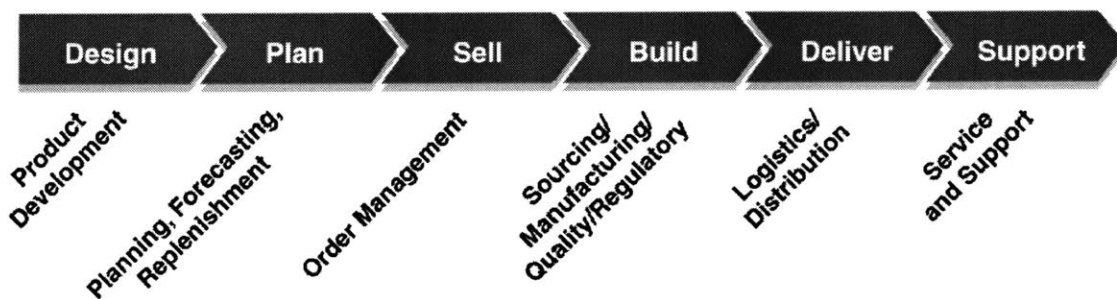 Design
Plan
Sell
Build
Deliver
Support
Product
Development
Planning, Forecasting,
Replenishment
Order Management
Sourcing/
Manufacturing/
Quality/Regulatory
Logistics/
Distribution
Service
and Support